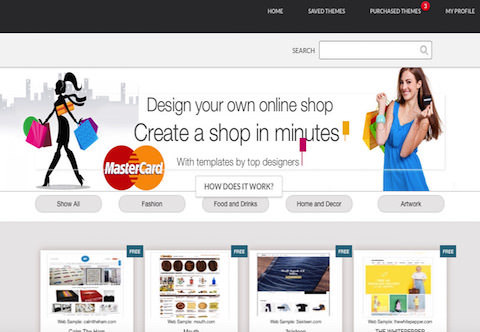 HOME SAVED THEMES PURCHASED THEMES 3 MY PROFILE
SEARCH
Design your own online shop
Create a shop in minutes
With templates by top designers
MasterCard
HOW DOES IT WORK?
Show All Fashion Food and Drinks Home and Decor Artwork
FREE FREE FREE FREE
Web Sample: calmtheham.com Web Sample: mouth.com Web Sample: 3sixteen.com Web Sample: thewhitepepper.com
Calm The Ham Mouth 3sixteen THE WHITEPEPPER